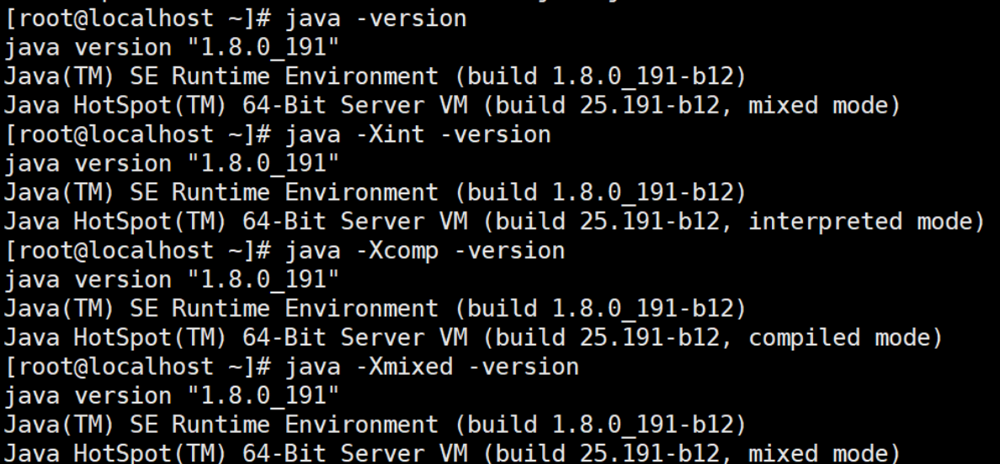 [root@localhost ~]# java -version
java version "1.8.0_191"
Java(TM) SE Runtime Environment (build 1.8.0_191-b12)
Java HotSpot(TM) 64-Bit Server VM (build 25.191-b12, mixed mode)
[root@localhost ~]# java -Xint -version
java version "1.8.0_191"
Java(TM) SE Runtime Environment (build 1.8.0_191-b12)
Java HotSpot(TM) 64-Bit Server VM (build 25.191-b12, interpreted mode)
[root@localhost ~]# java -Xcomp -version
java version "1.8.0_191"
Java(TM) SE Runtime Environment (build 1.8.0_191-b12)
Java HotSpot(TM) 64-Bit Server VM (build 25.191-b12, compiled mode)
[root@localhost ~]# java -Xmixed -version
java version "1.8.0_191"
Java(TM) SE Runtime Environment (build 1.8.0_191-b12)
Java HotSpot(TM) 64-Bit Server VM (build 25.191-b12, mixed mode)